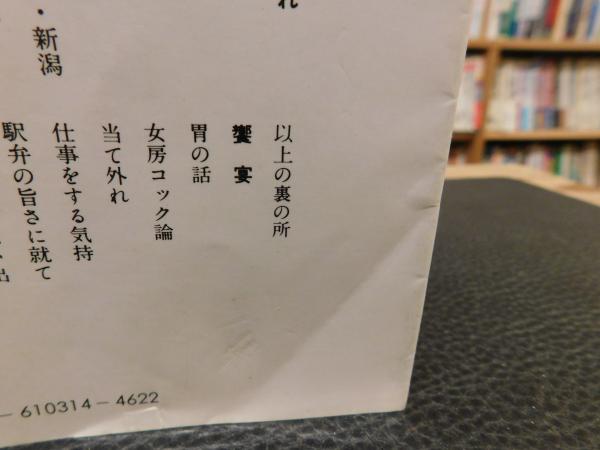 れ
以上の裏の所
饗宴
胃の話
女房コック論
当て外れ
仕事をする気持
駅弁の旨さに就て
・新潟
出
610314-4622